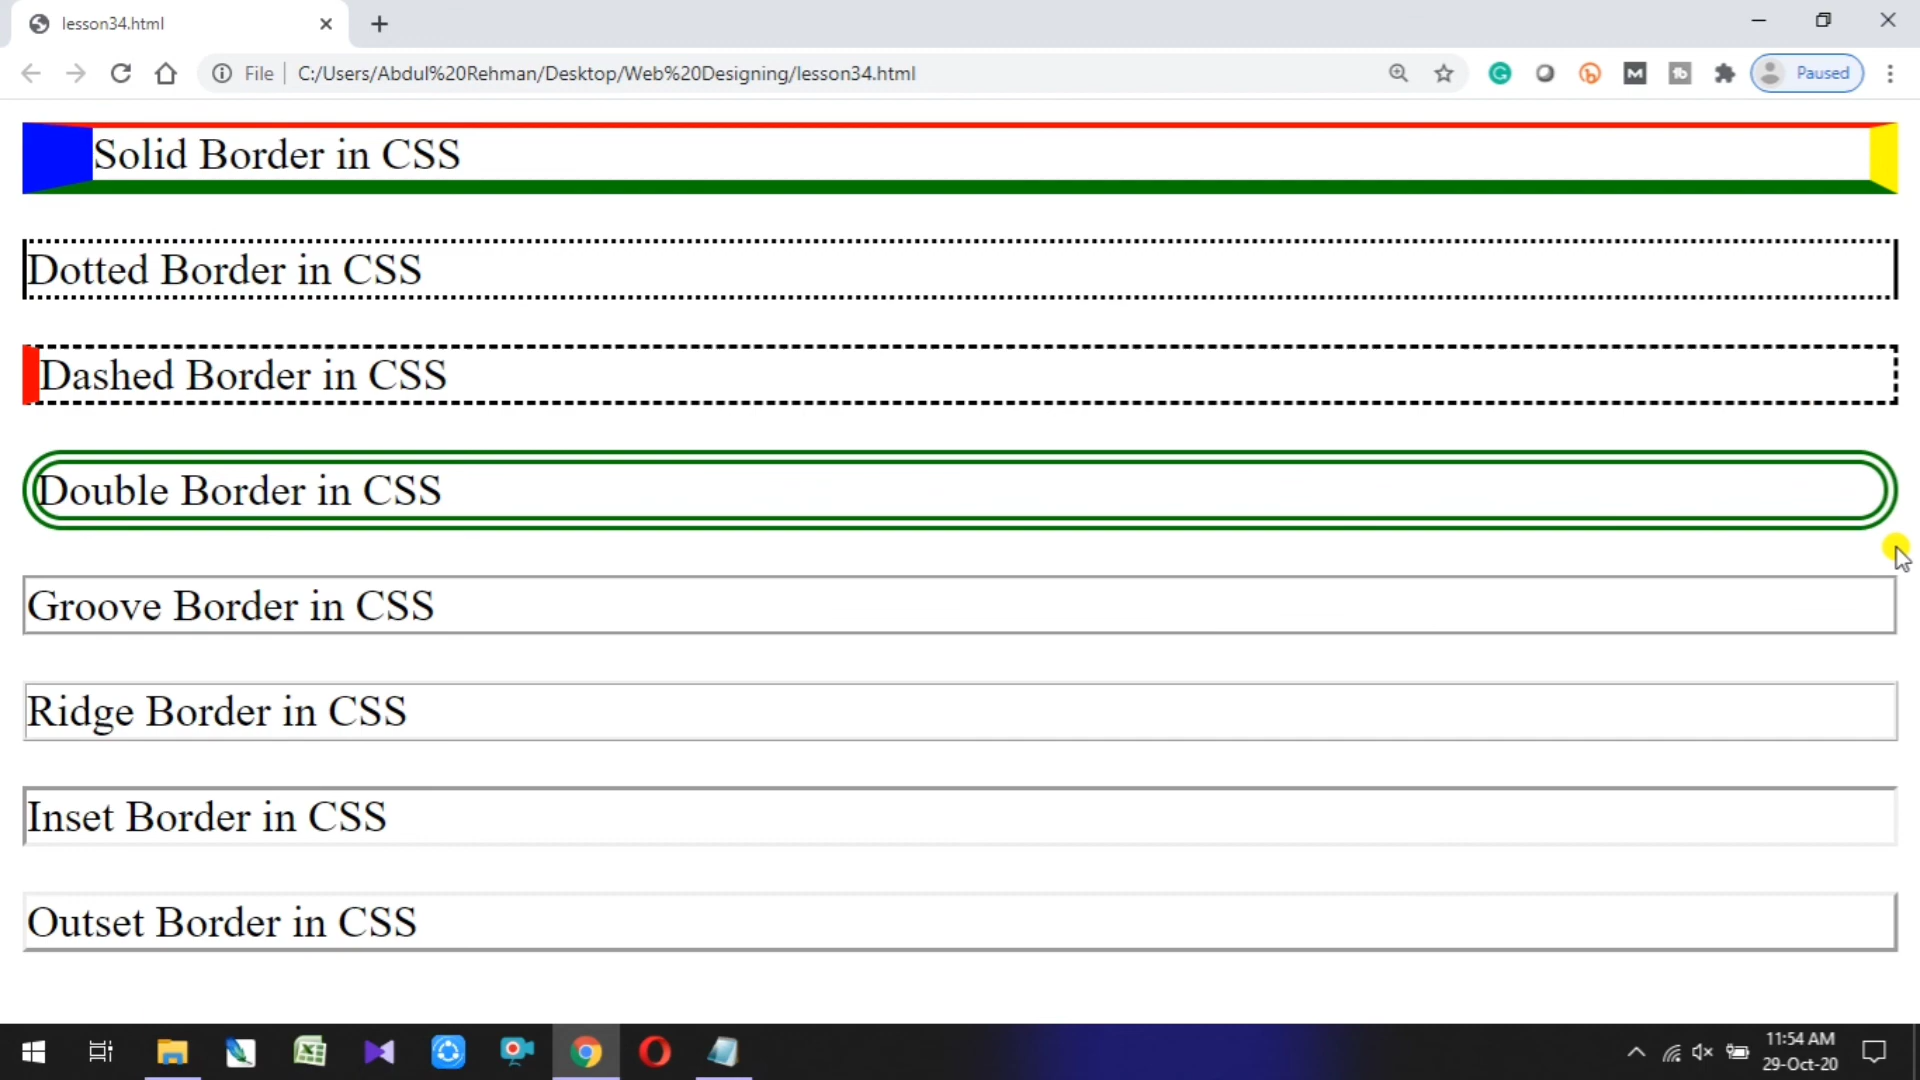 lesson34.html
File C:/Users/Abdul%20Rehman/Desktop/Web%20Designing/lesson34.html
Paused
Solid Border in CSS
Dotted Border in CSS
Dashed Border in CSS
Double Border in CSS
Groove Border in CSS
Ridge Border in CSS
Inset Border in CSS
Outset Border in CSS
11:54 AM
29-Oct-20